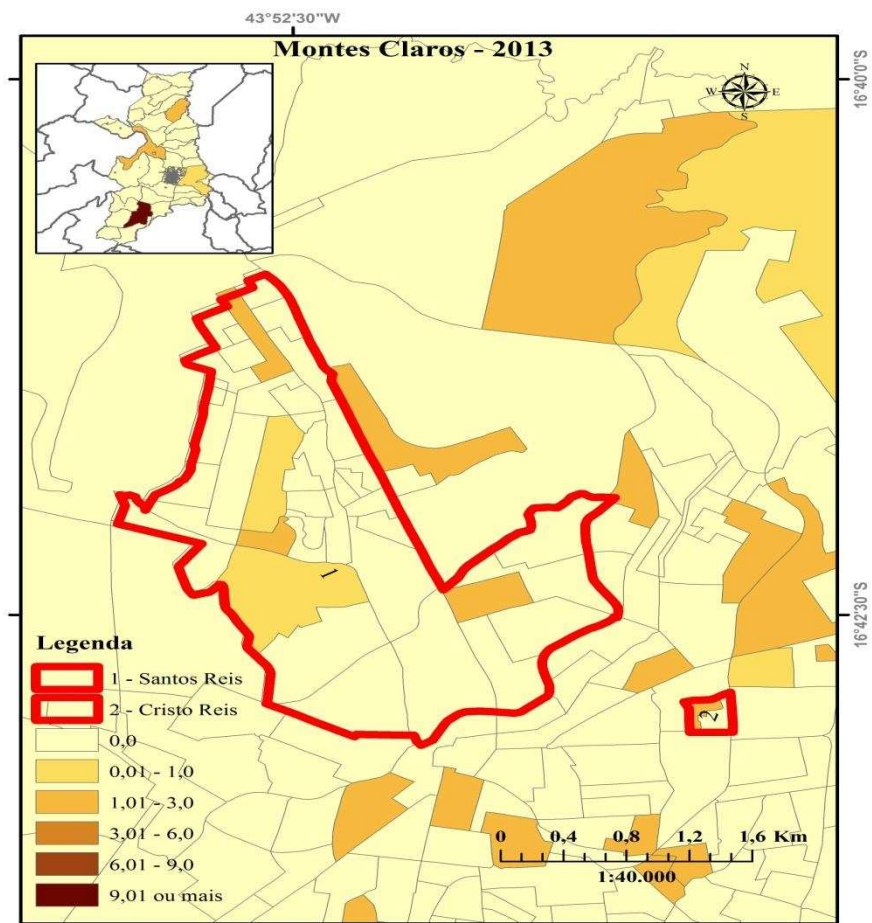 43°52'30"W
Montes Claros - 2013
N
W E
S
16°40'0"S
1
16°42'30"S
Legenda
1 - Santos Reis
2 - Cristo Reis
2
0,0
0,01 - 1,0
1,01 - 3,0
3,01 - 6,0
6,01 - 9,0
9,01 ou mais
0 0,4 0,8 1,2 1,6 Km
1:40.000